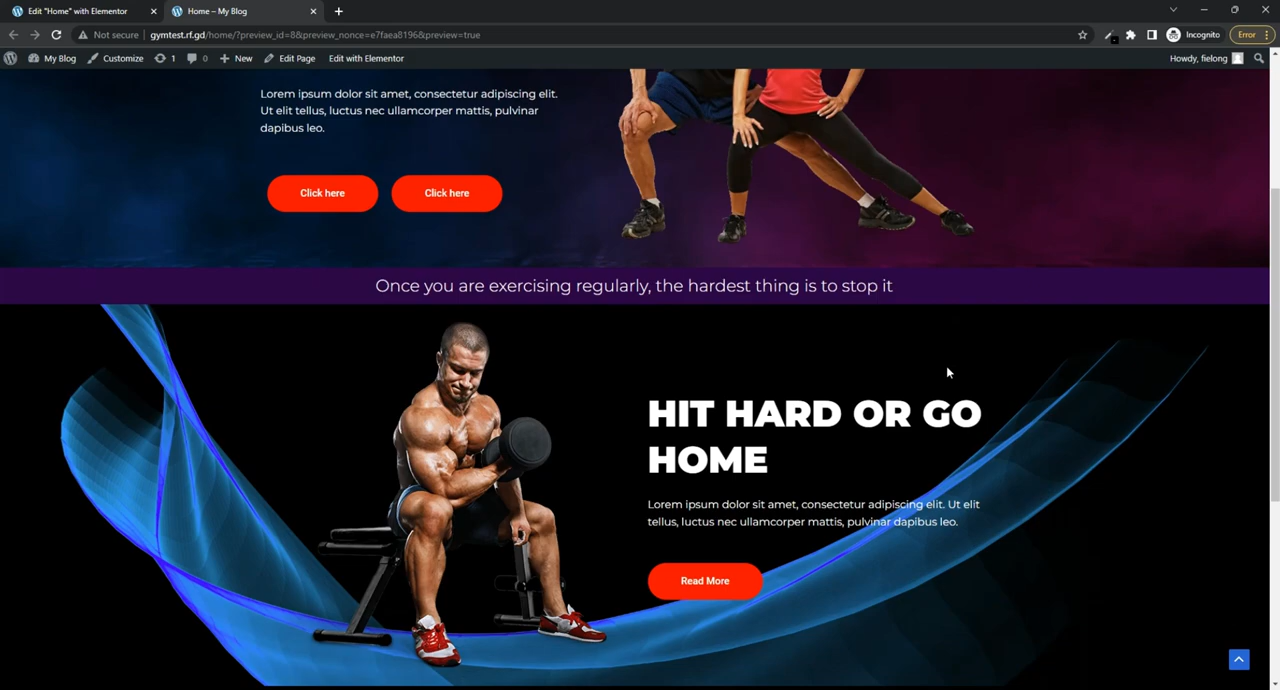 Edit "Home" with Elementor
Home – My Blog
Not secure
gymtest.rf.gd/home/?preview_id=8&preview_nonce=e7faea8196&preview=true
Incognito
Error
My Blog
Customize
1
0
New
Edit Page
Edit with Elementor
Howdy, fielong
Lorem ipsum dolor sit amet, consectetur adipiscing elit.
Ut elit tellus, luctus nec ullamcorper mattis, pulvinar
dapibus leo.
Click here
Click here
Once you are exercising regularly, the hardest thing is to stop it
HIT HARD OR GO
HOME
Lorem ipsum dolor sit amet, consectetur adipiscing elit. Ut elit
tellus, luctus nec ullamcorper mattis, pulvinar dapibus leo.
Read More